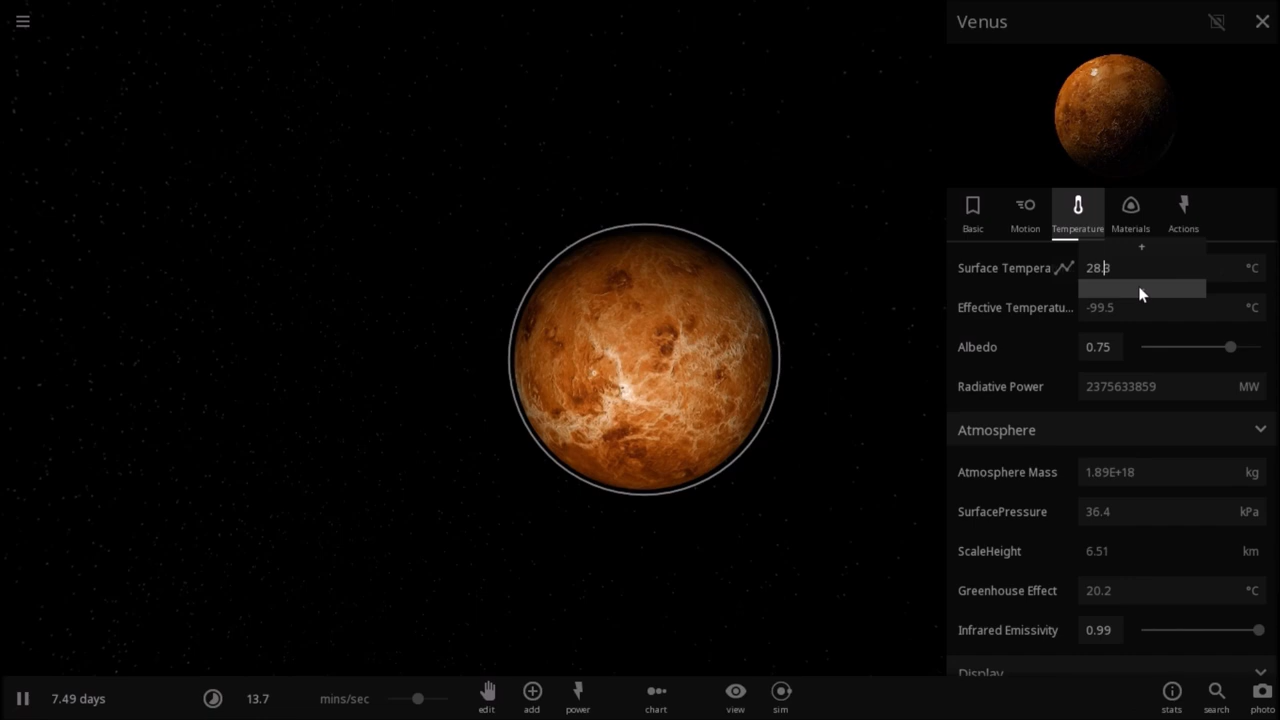 Venus
Basic Motion Temperature Materials Actions
+
Surface Tempera 28.3 °C
Effective Temperatu... -99.5 °C
Albedo 0.75
Radiative Power 2375633859 MW
Atmosphere
Atmosphere Mass 1.89E+18 kg
SurfacePressure 36.4 kPa
ScaleHeight 6.51 km
Greenhouse Effect 20.2 °C
Infrared Emissivity 0.99
Display
7.49 days 13.7 mins/sec edit add power chart view sim stats search photo